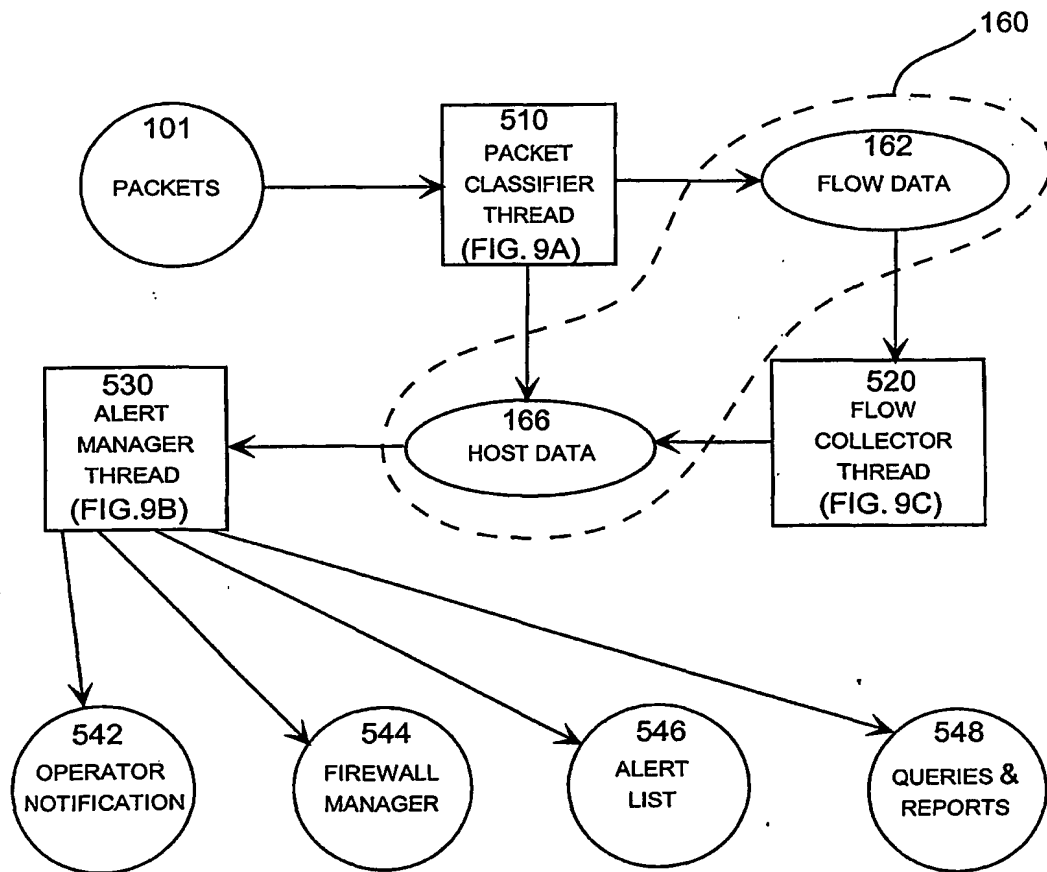 160
101
PACKETS
510
PACKET
CLASSIFIER
THREAD
(FIG. 9A)
162
FLOW DATA
530
ALERT
MANAGER
THREAD
(FIG.9B)
166
HOST DATA
520
FLOW
COLLECTOR
THREAD
(FIG. 9C)
542
OPERATOR
NOTIFICATION
544
FIREWALL
MANAGER
546
ALERT
LIST
548
QUERIES &
REPORTS